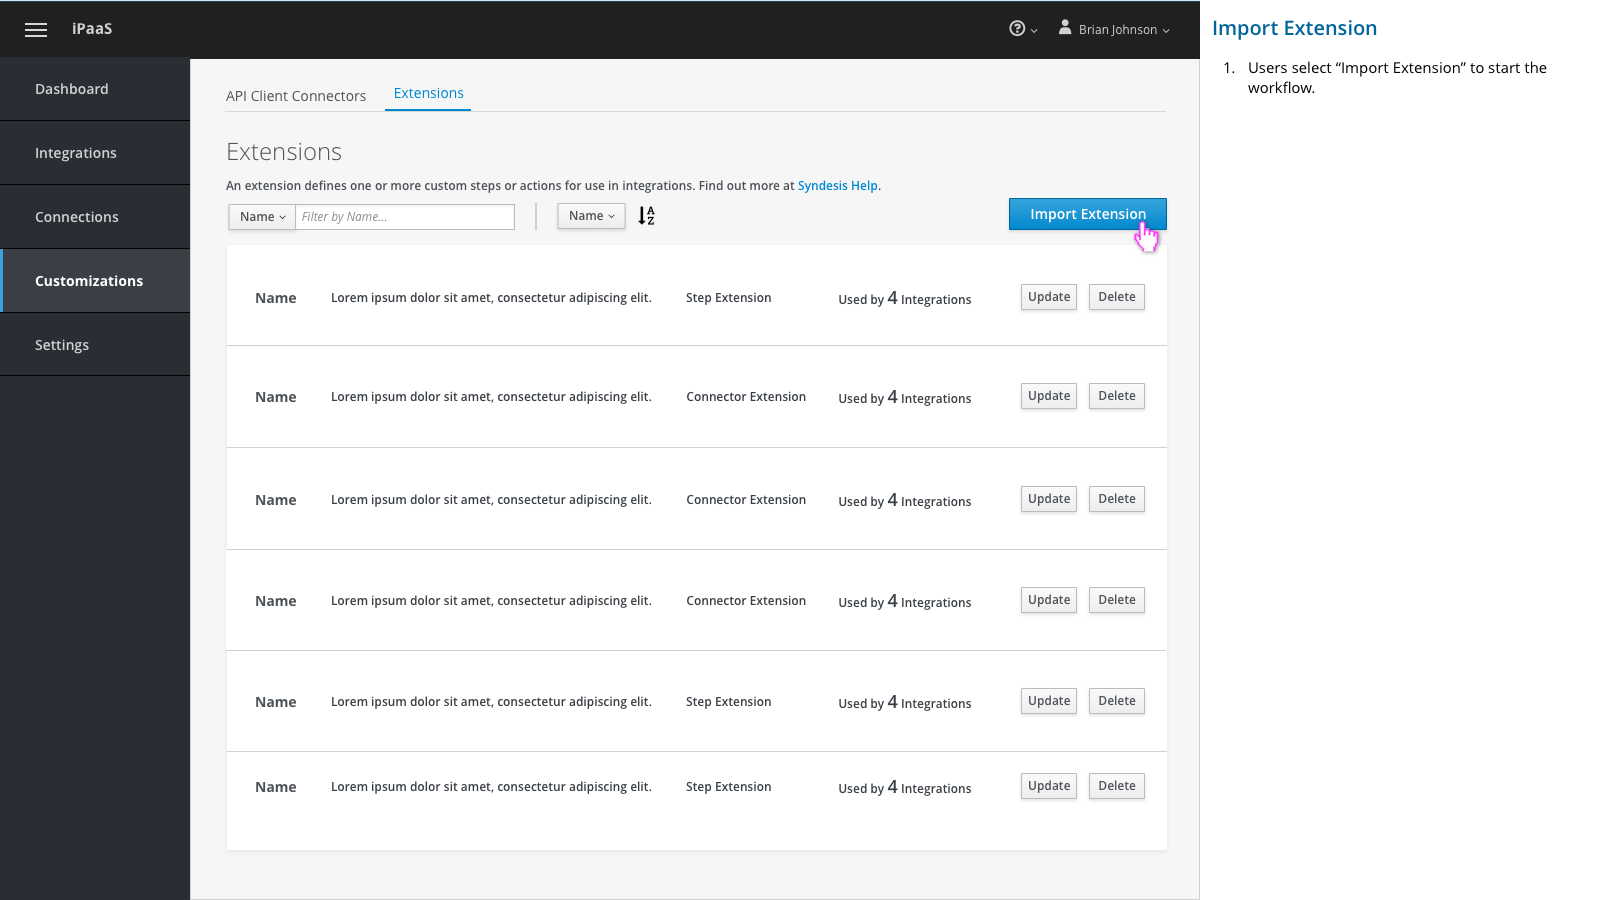 iPaaS
Brian Johnson
Dashboard
Integrations
Connections
Customizations
Settings
API Client Connectors
Extensions
Extensions
An extension defines one or more custom steps or actions for use in integrations. Find out more at Syndesis Help.
Name
Filter by Name...
Name
A
Z
Import Extension
Name Lorem ipsum dolor sit amet, consectetur adipiscing elit. Step Extension Used by 4 Integrations Update Delete
Name Lorem ipsum dolor sit amet, consectetur adipiscing elit. Connector Extension Used by 4 Integrations Update Delete
Name Lorem ipsum dolor sit amet, consectetur adipiscing elit. Connector Extension Used by 4 Integrations Update Delete
Name Lorem ipsum dolor sit amet, consectetur adipiscing elit. Connector Extension Used by 4 Integrations Update Delete
Name Lorem ipsum dolor sit amet, consectetur adipiscing elit. Step Extension Used by 4 Integrations Update Delete
Name Lorem ipsum dolor sit amet, consectetur adipiscing elit. Step Extension Used by 4 Integrations Update Delete
Import Extension
1. Users select “Import Extension” to start the
workflow.